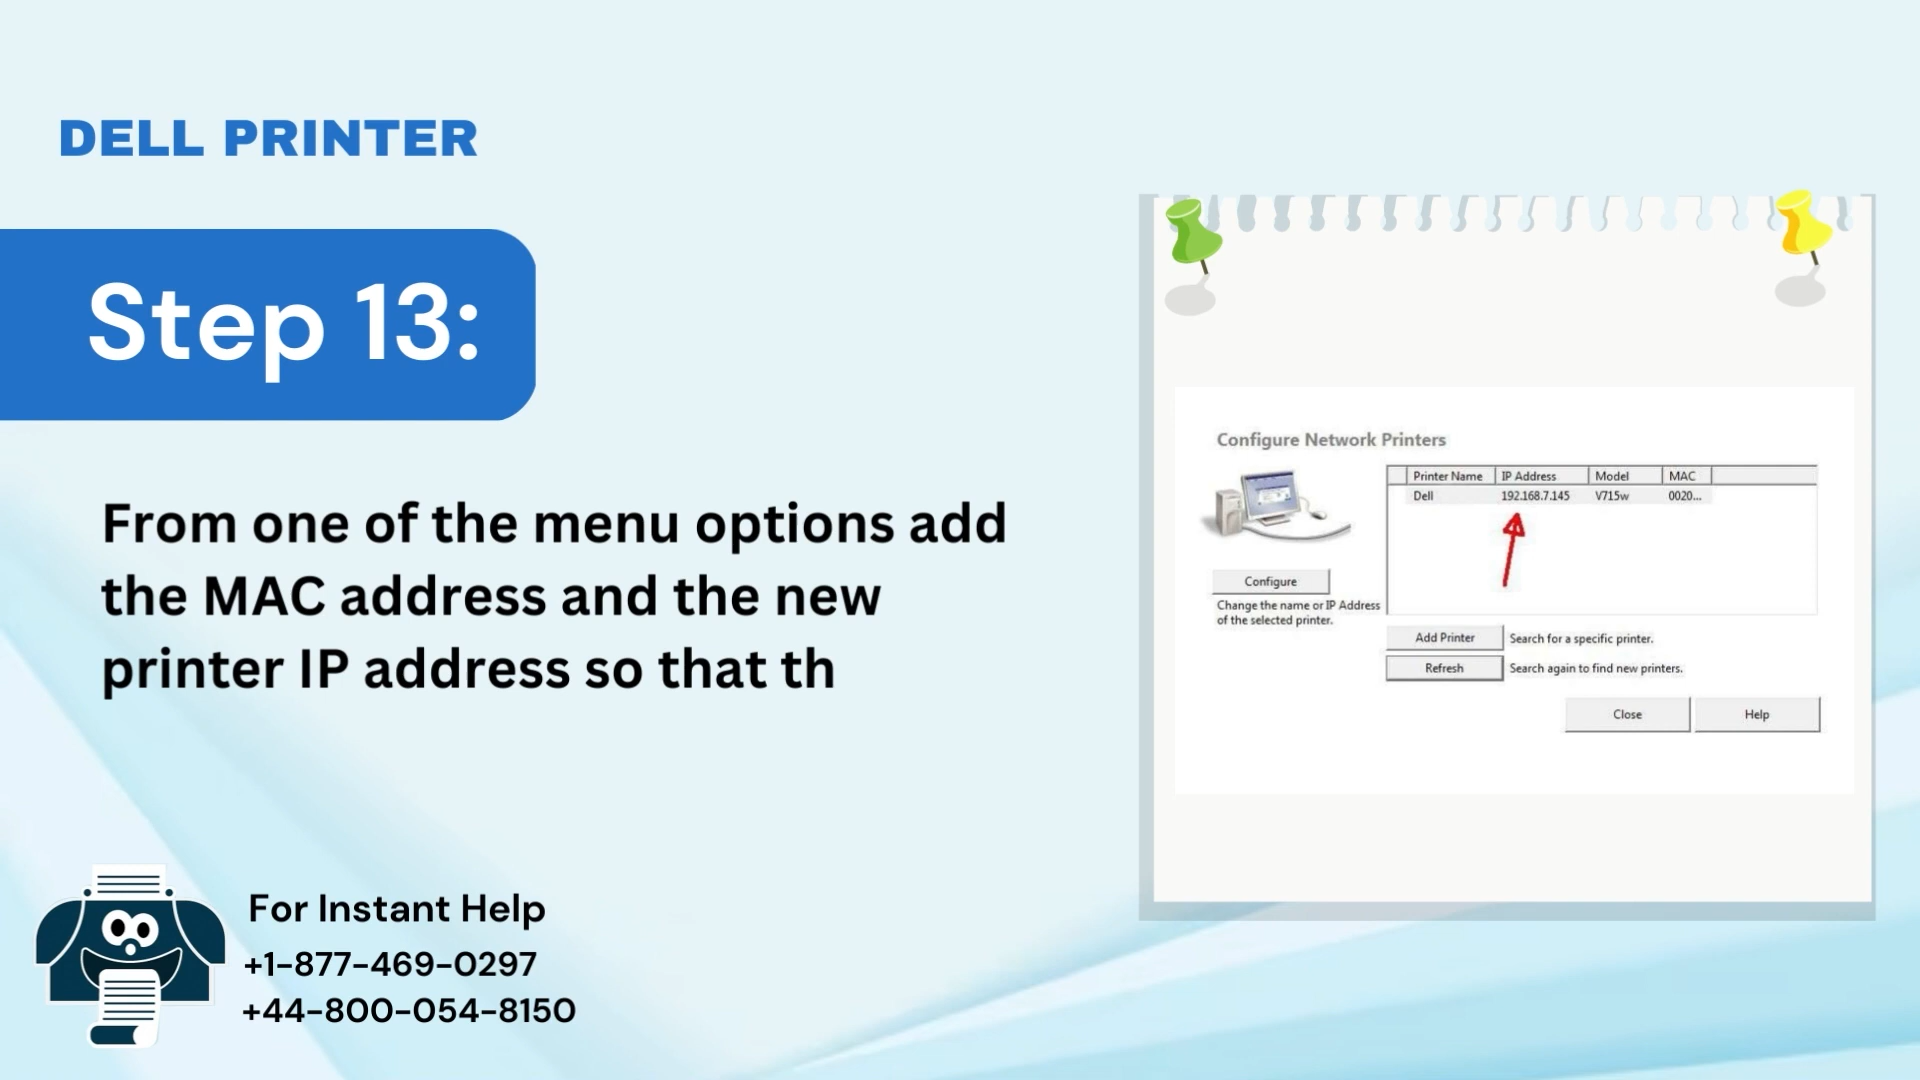 DELL PRINTER
Step 13:
From one of the menu options add
the MAC address and the new
printer IP address so that th
For Instant Help
+1-877-469-0297
+44-800-054-8150
Configure Network Printers
Printer Name IP Address Model MAC
Dell 192.168.7.145 V715w 0020...
Configure
Change the name or IP Address
of the selected printer.
Add Printer Search for a specific printer.
Refresh Search again to find new printers.
Close Help